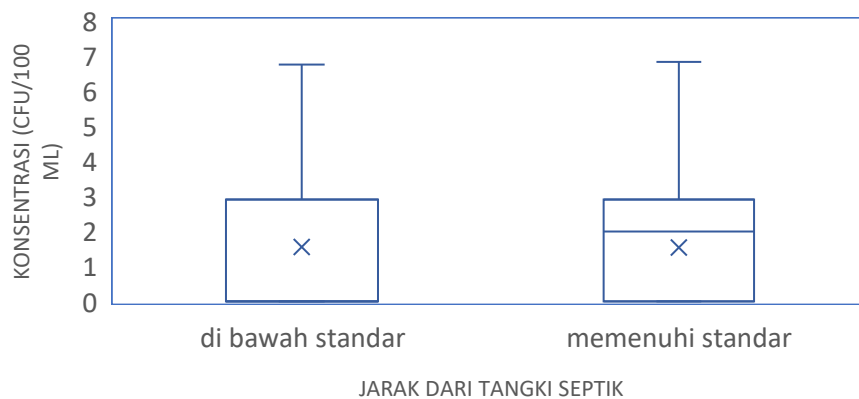 KONSENTRASI (CFU/100
ML)
8
7
6
5
4
3
2
1
0
di bawah standar
memenuhi standar
JARAK DARI TANGKI SEPTIK